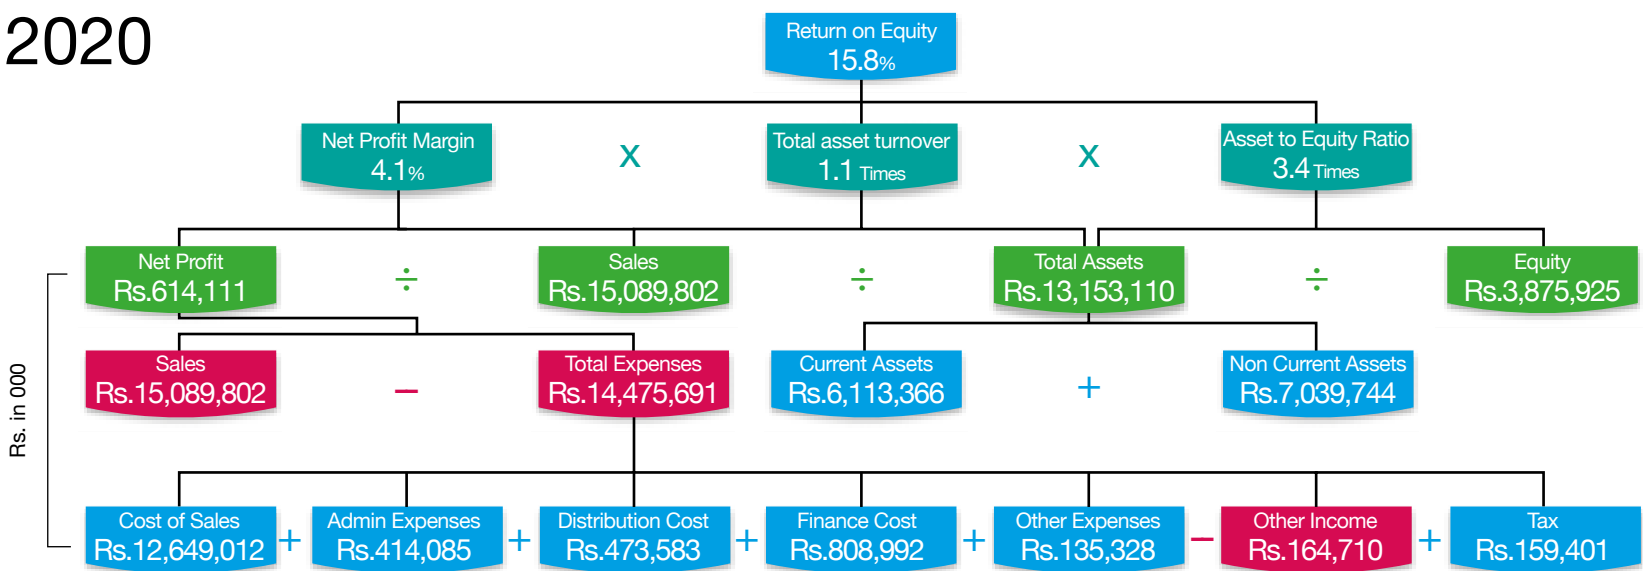 2020
Return on Equity
15.8%
Net Profit Margin
4.1%
x
Total asset turnover
1.1 Times
x
Asset to Equity Ratio
3.4 Times
Net Profit
Rs.614,111
÷
Sales
Rs.15,089,802
÷
Total Assets
Rs.13,153,110
÷
Equity
Rs.3,875,925
Sales
Rs.15,089,802
–
Total Expenses
Rs.14,475,691
Current Assets
Rs.6,113,366
+
Non Current Assets
Rs.7,039,744
Rs. in 000
Cost of Sales
Rs.12,649,012
+
Admin Expenses
Rs.414,085
+
Distribution Cost
Rs.473,583
+
Finance Cost
Rs.808,992
+
Other Expenses
Rs.135,328
–
Other Income
Rs.164,710
+
Tax
Rs.159,401